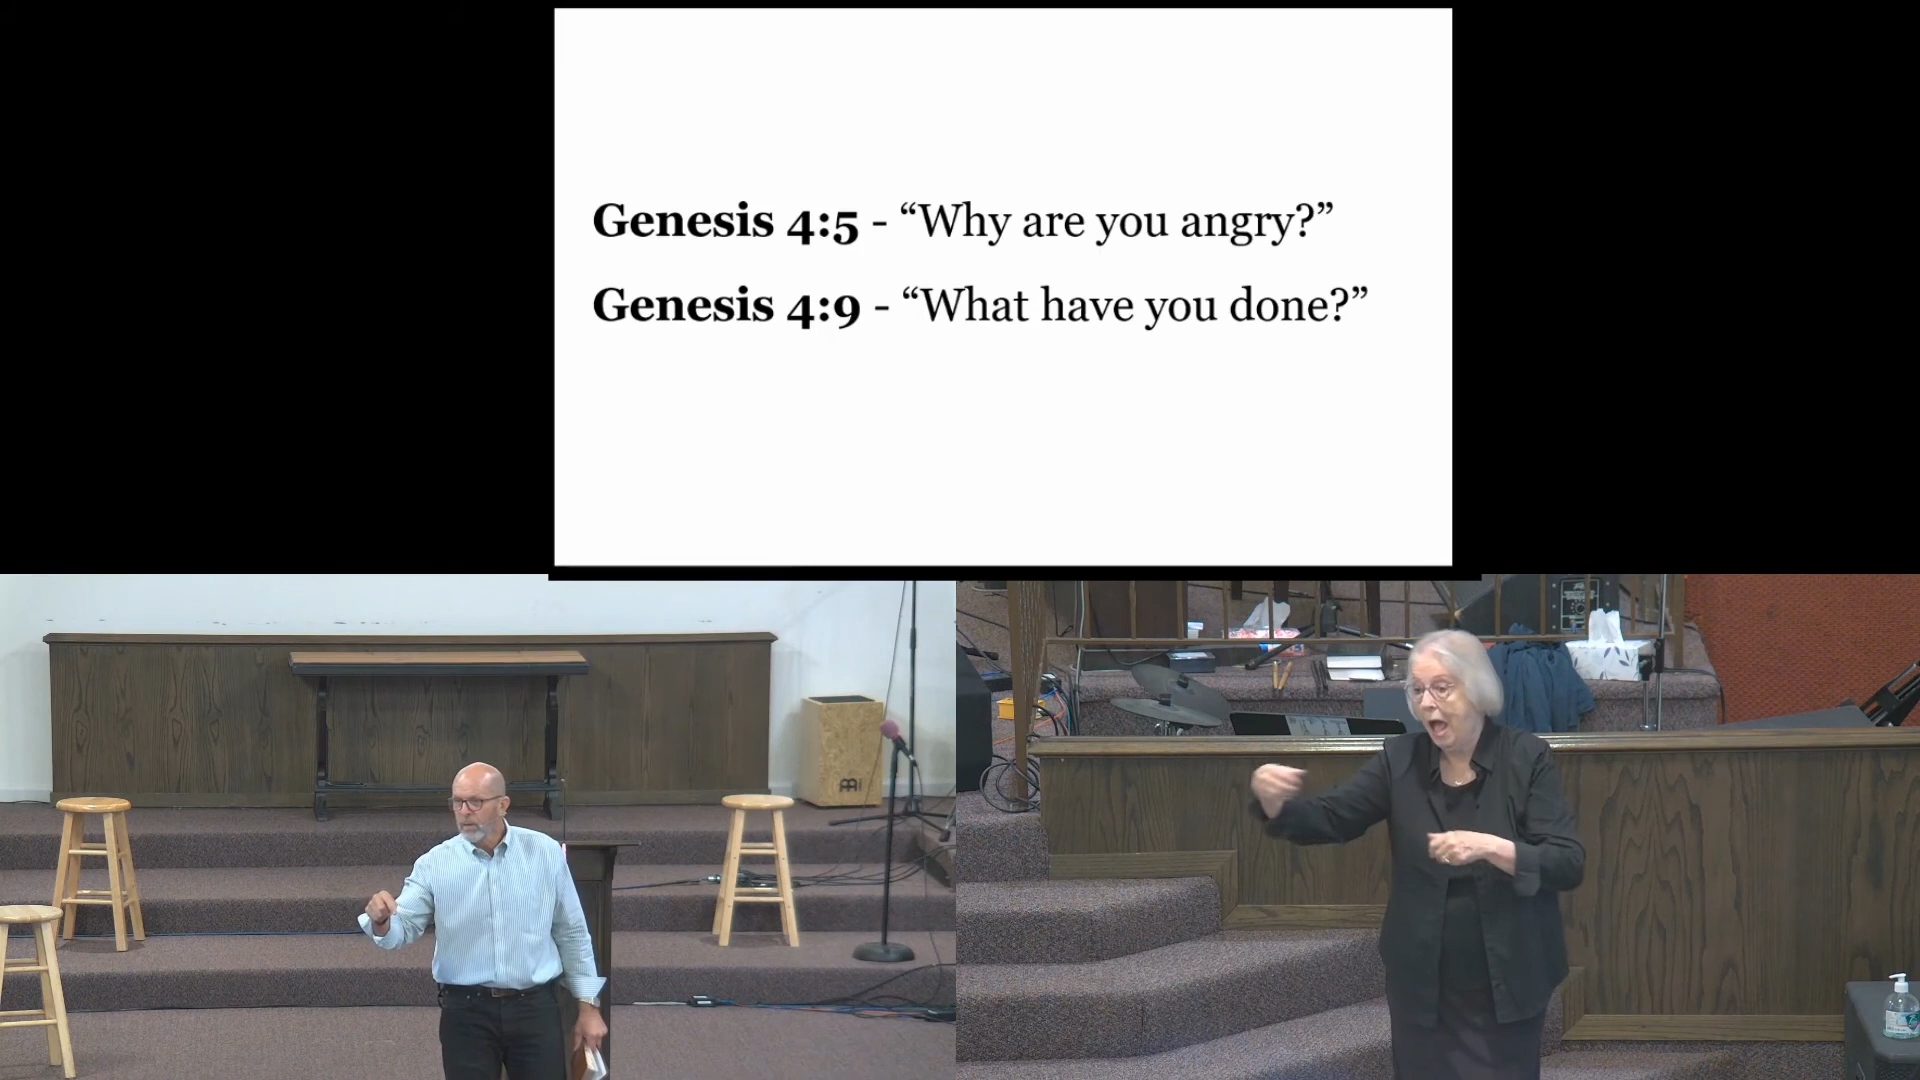 Genesis 4:5 - “Why are you angry?”
Genesis 4:9 - “What have you done?”